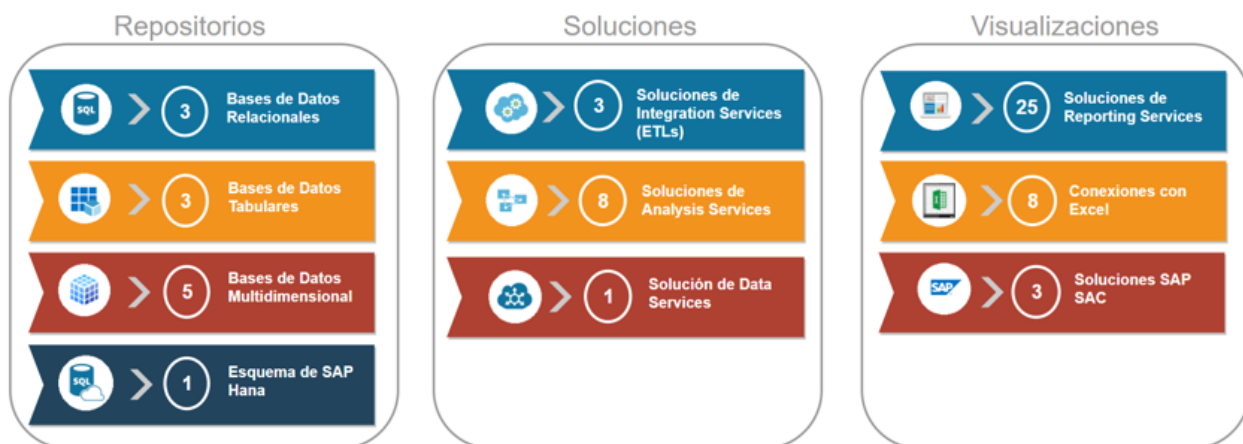 Repositorios
SQL
3
Bases de Datos
Relacionales
3
Bases de Datos
Tabulares
5
Bases de Datos
Multidimensional
SQL
1
Esquema de SAP
Hana
Soluciones
3
Soluciones de
Integration Services
(ETLs)
8
Soluciones de
Analysis Services
1
Solución de Data
Services
Visualizaciones
25
Soluciones de
Reporting Services
8
Conexiones con
Excel
SAP
3
Soluciones SAP
SAC